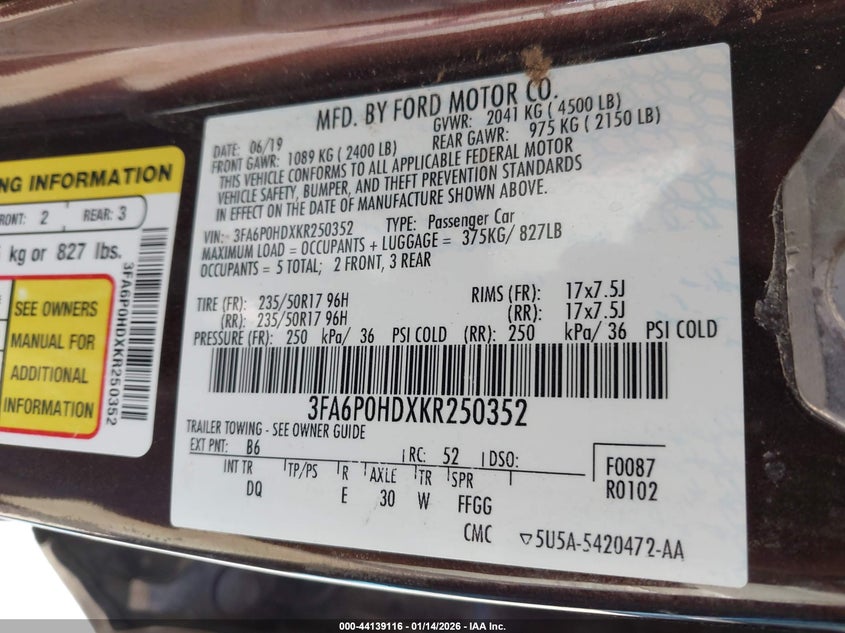 MFD. BY FORD MOTOR CO.
DATE: 06/19 GVWR: 2041 KG ( 4500 LB)
FRONT GAWR: 1089 KG ( 2400 LB) REAR GAWR: 975 KG ( 2150 LB)
THIS VEHICLE CONFORMS TO ALL APPLICABLE FEDERAL MOTOR
VEHICLE SAFETY, BUMPER, AND THEFT PREVENTION STANDARDS
IN EFFECT ON THE DATE OF MANUFACTURE SHOWN ABOVE.
VIN: 3FA6P0HDXKR250352 TYPE: Passenger Car
MAXIMUM LOAD = OCCUPANTS + LUGGAGE = 375KG/ 827LB
OCCUPANTS = 5 TOTAL; 2 FRONT, 3 REAR
TIRE (FR): 235/50R17 96H RIMS (FR): 17x7.5J
(RR): 235/50R17 96H (RR): 17x7.5J
PRESSURE (FR): 250 kPa/ 36 PSI COLD (RR): 250 kPa/ 36 PSI COLD
3FA6P0HDXKR250352
TRAILER TOWING - SEE OWNER GUIDE
EXT PNT: B6 RC: 52 DSO:
INT TR TP/PS R AXLE TR SPR
DQ E 30 W FFGG
F0087
R0102
CMC ▽5U5A-5420472-AA
NG INFORMATION
FRONT: 2 REAR: 3
kg or 827 lbs.
SEE OWNERS
MANUAL FOR
ADDITIONAL
INFORMATION
3FA6P0HDXKR250352
000-44139116 - 01/14/2026 - IAA Inc.